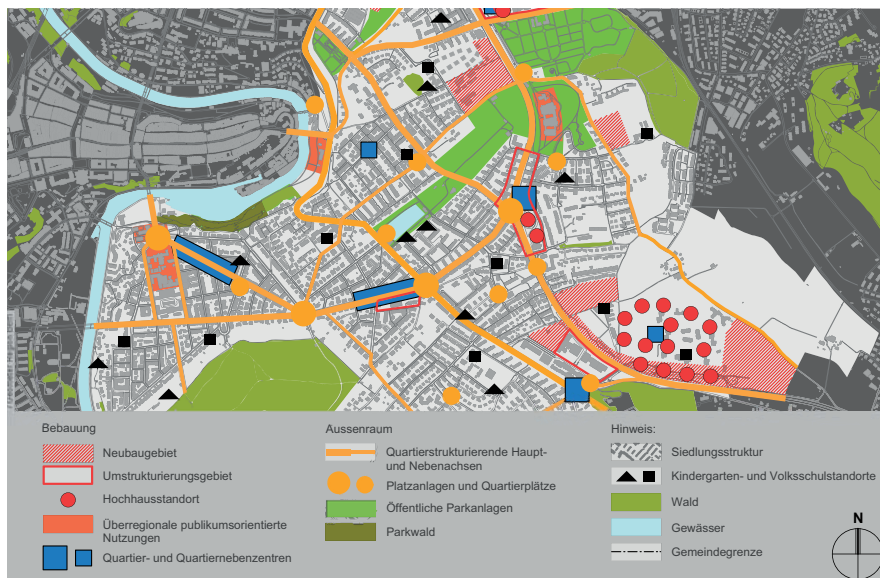 Bebauung
Neubaugebiet
Umstrukturierungsgebiet
Hochhausstandort
Überregionale publikumsorientierte
Nutzungen
Quartier- und Quartiernebenzentren
Aussenraum
Quartierstrukturierende Haupt-
und Nebenachsen
Platzanlagen und Quartierplätze
Öffentliche Parkanlagen
Parkwald
Hinweis:
Siedlungsstruktur
Kindergarten- und Volksschulstandorte
Wald
Gewässer
Gemeindegrenze
N